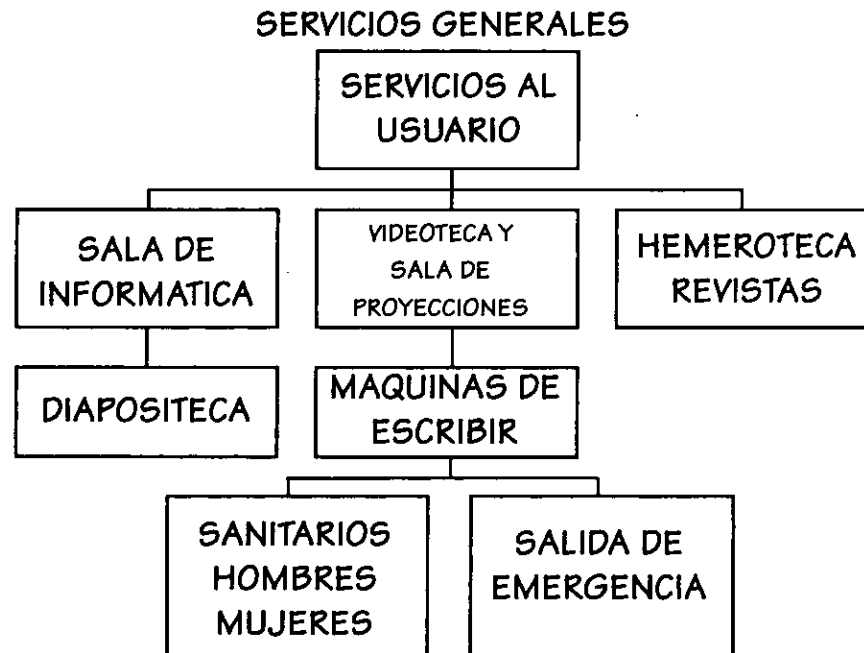 SERVICIOS GENERALES
SERVICIOS AL
USUARIO
SALA DE
INFORMATICA
VIDEOTECA Y
SALA DE
PROYECCIONES
HEMEROTECA
REVISTAS
DIAPOSITECA
MAQUINAS DE
ESCRIBIR
SANITARIOS
HOMBRES
MUJERES
SALIDA DE
EMERGENCIA